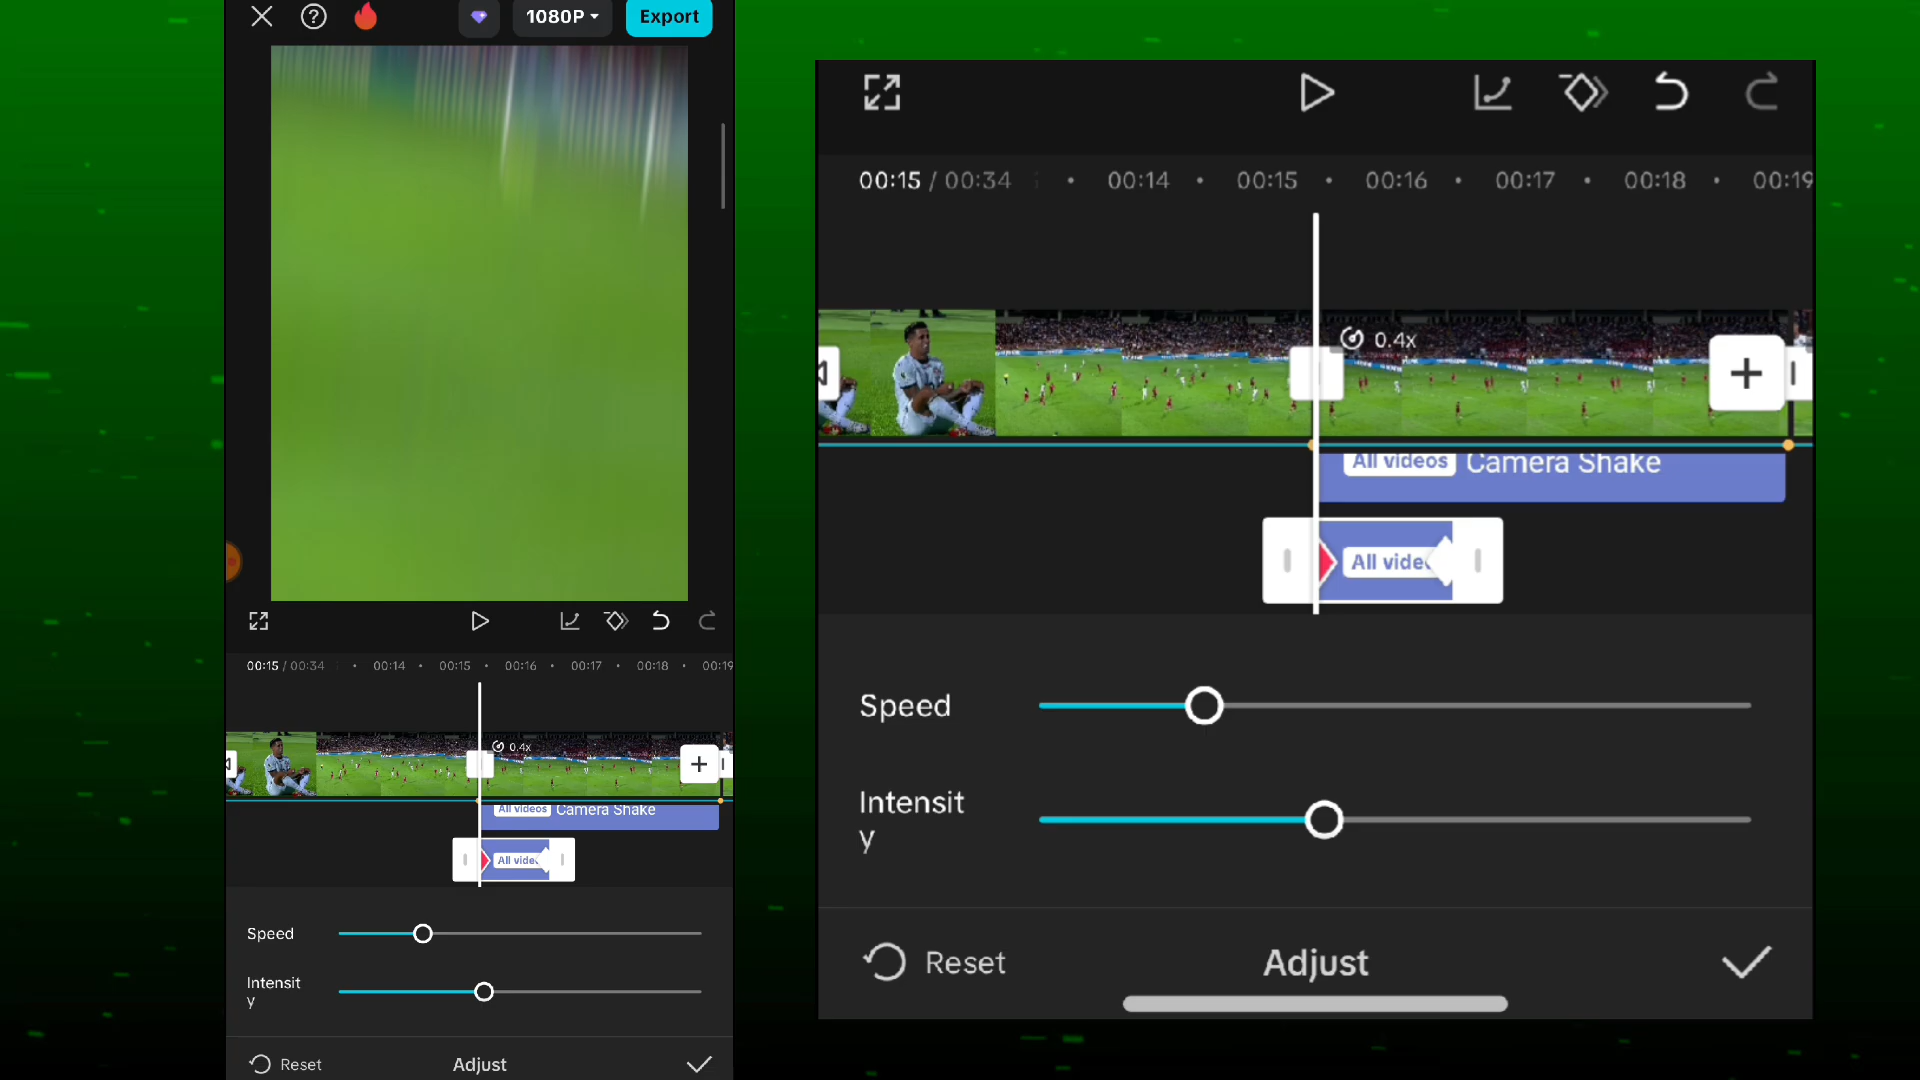 1080P
Export
00:15 / 00:34
00:14
00:15
00:16
00:17
00:18
00:19
0.4x
All videos Camera Shake
All vide
Speed
Intensit
y
Reset
Adjust
00:15 / 00:34
00:14
00:15
00:16
00:17
00:18
00:19
0.4x
All videos Camera Shake
All vide
Speed
Intensit
y
Reset
Adjust